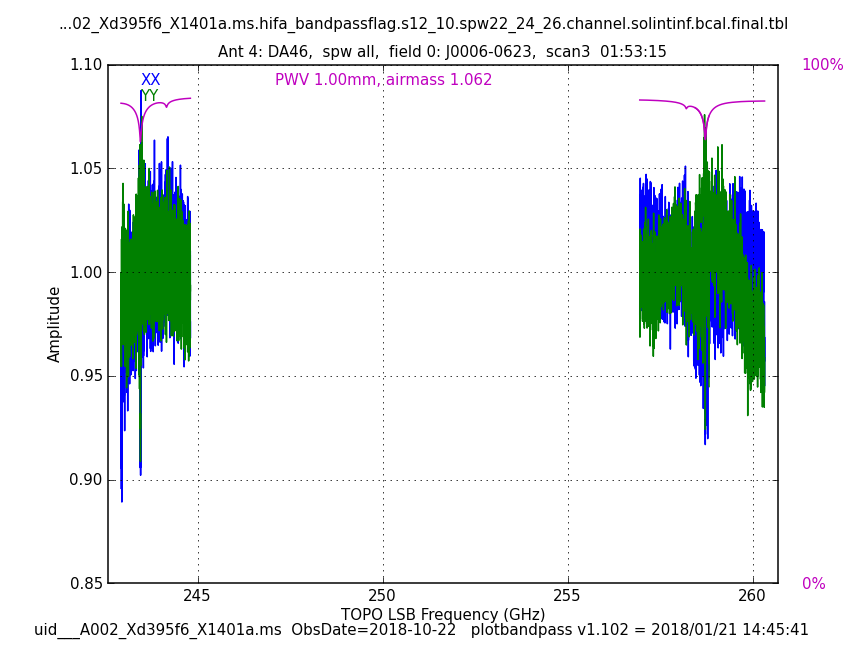 ...02_Xd395f6_X1401a.ms.hifa_bandpassflag.s12_10.spw22_24_26.channel.solintinf.bcal.final.tbl
Ant 4: DA46,  spw all,  field 0: J0006-0623,  scan3  01:53:15
1.10
XX
PWV 1.00mm, airmass 1.062
100%
YY
1.05
1.00
Amplitude
0.95
0.90
0.85
0%
245
250
255
260
TOPO LSB Frequency (GHz)
uid___A002_Xd395f6_X1401a.ms  ObsDate=2018-10-22   plotbandpass v1.102 = 2018/01/21 14:45:41